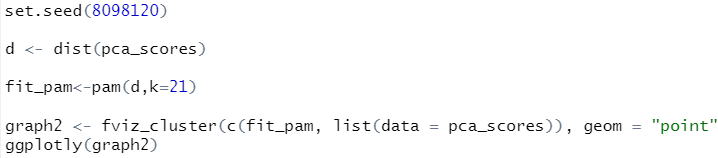 set.seed(8098120)
d <- dist(pca_scores)
fit_pam<-pam(d,k=21)
graph2 <- fviz_cluster(c(fit_pam, list(data = pca_scores)), geom = "point"
ggplotly(graph2)